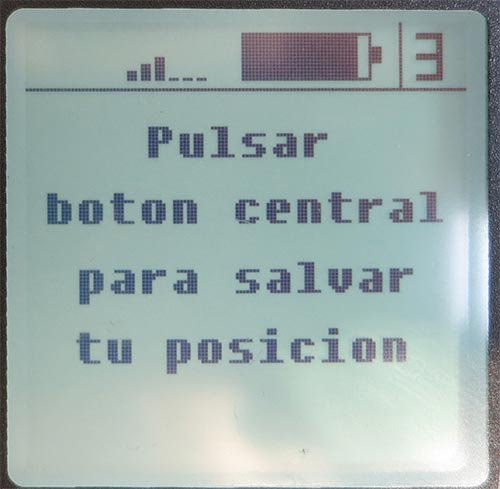 3
Pulsar
boton central
para salvar
tu posicion